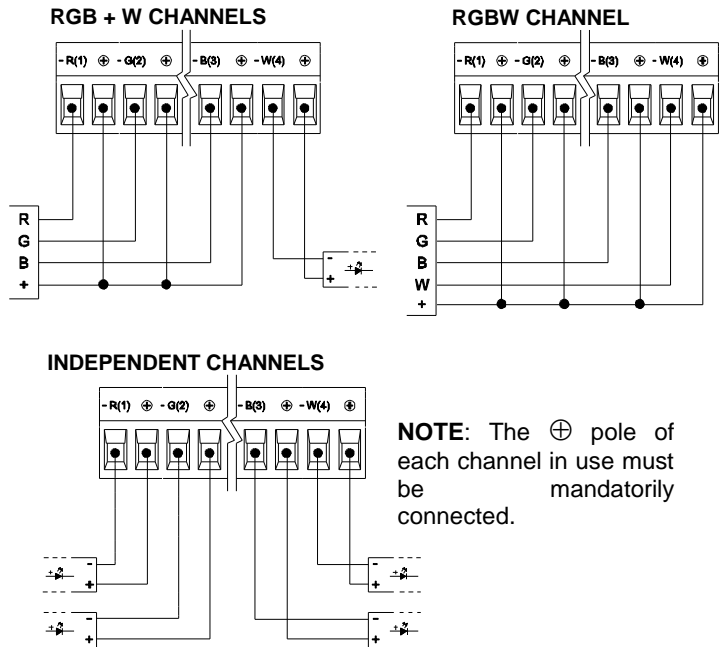 RGB + W CHANNELS
- R(1) ⊕ - G(2) ⊕ - B(3) ⊕ - W(4) ⊕
R
G
B
+
-
+
+
RGBW CHANNEL
- R(1) ⊕ - G(2) ⊕ - B(3) ⊕ - W(4) ⊕
R
G
B
W
+
INDEPENDENT CHANNELS
- R(1) ⊕ - G(2) ⊕ - B(3) ⊕ - W(4) ⊕
+ -
+ +
+ -
+ +
- +
+ +
- +
+ +
NOTE: The ⊕ pole of
each channel in use must
be mandatorily
connected.